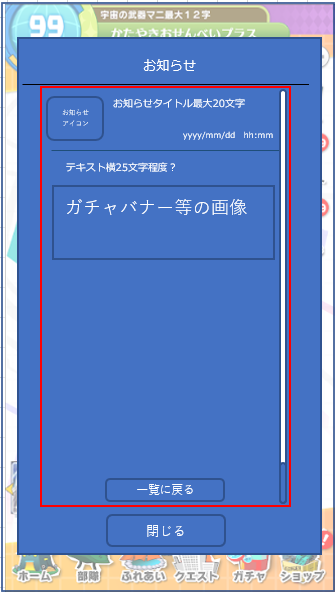 宇宙の武器マニ最大12字
99
かたやきおせんべいプラス
お知らせ
お知らせ
アイコン
お知らせタイトル最大20文字
yyyy/mm/dd hh:mm
テキスト横25文字程度？
ガチャバナー等の画像
一覧に戻る
閉じる
ホーム
部隊
ふれあい
クエスト
ガチャ
ショップ